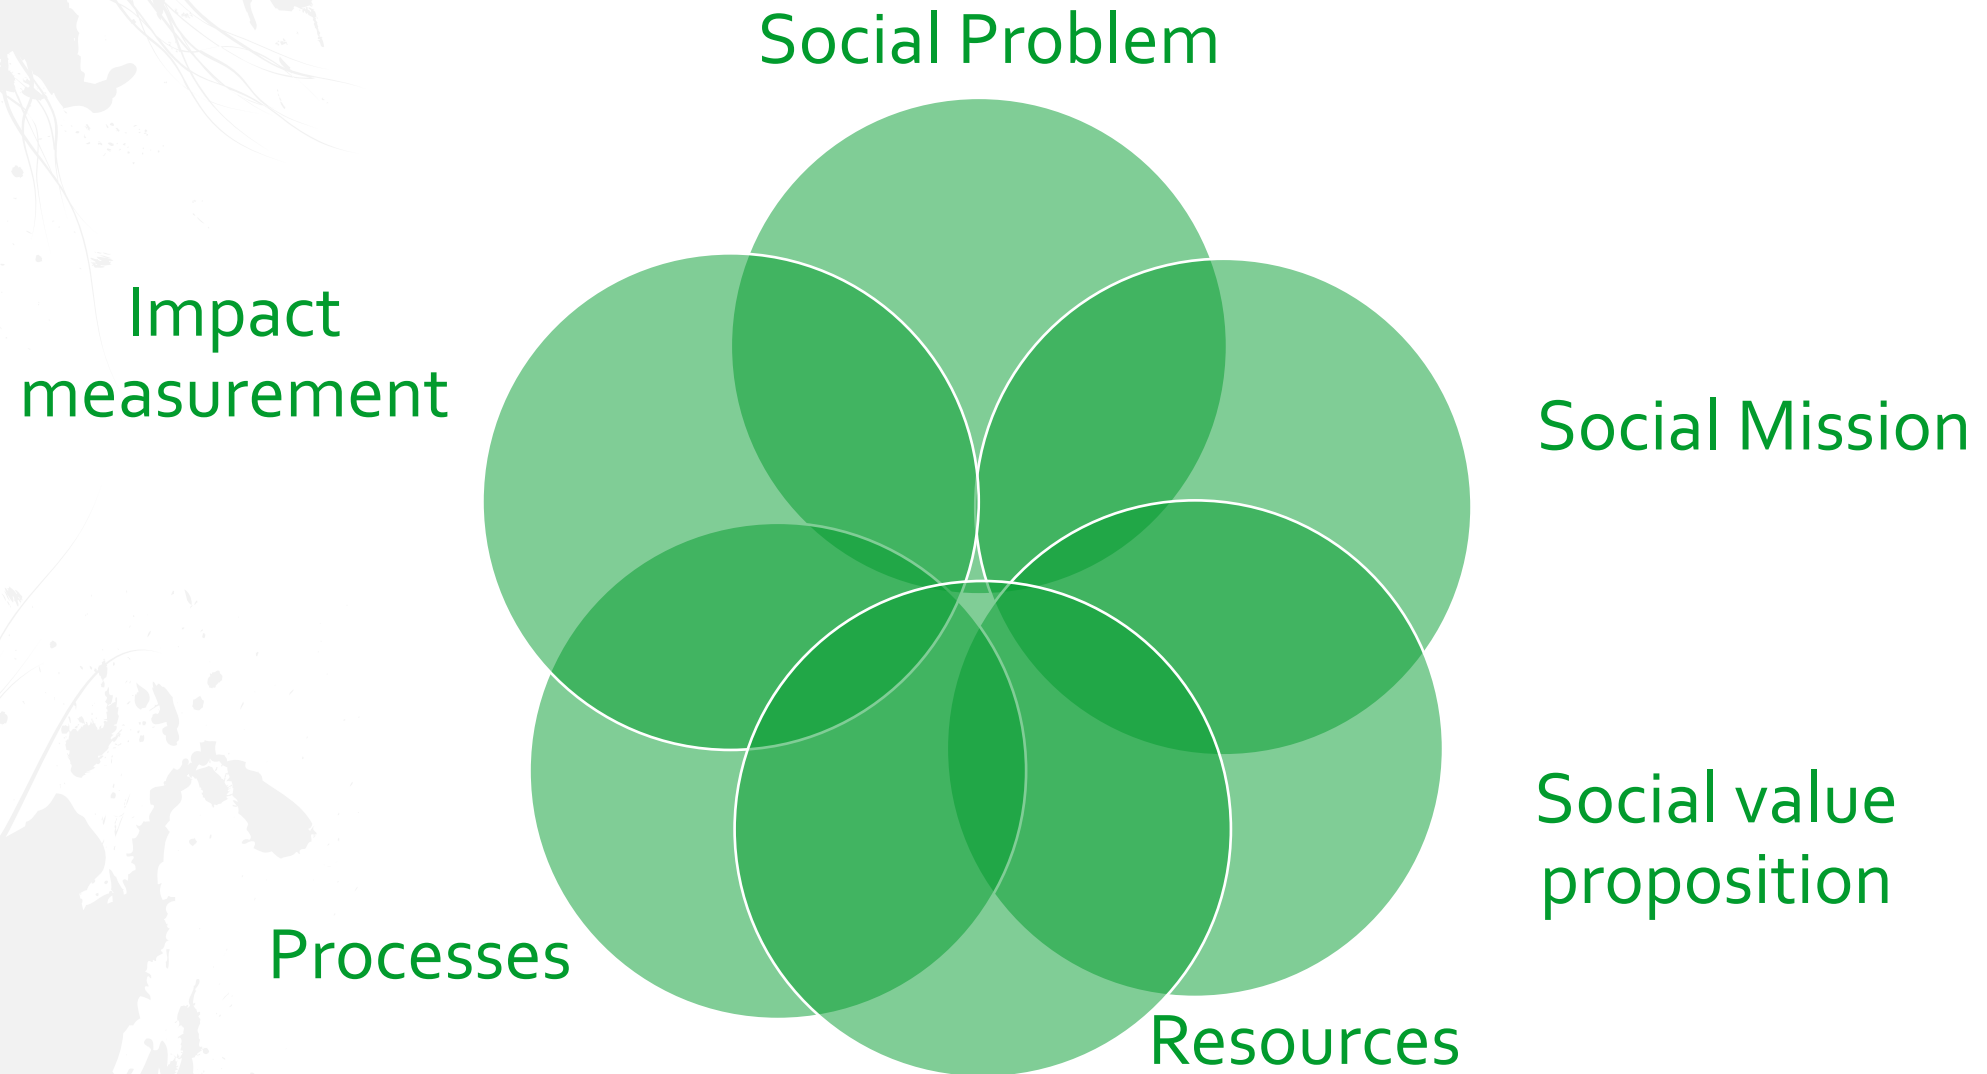 Social Problem
Impact
measurement
Social Mission
Social value
proposition
Processes
Resources